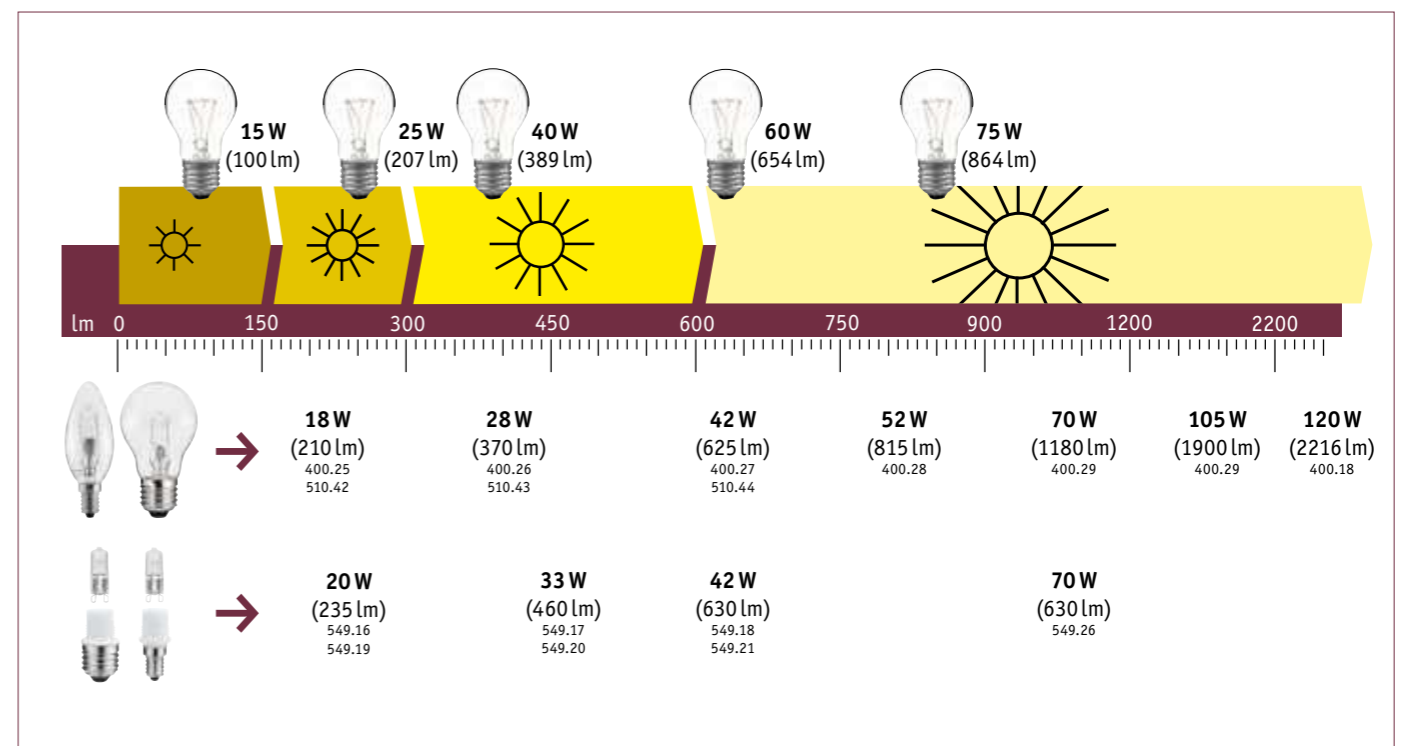 15 W 25 W 40 W 60 W 75 W
(100 lm) (207 lm) (389 lm) (654 lm) (864 lm)
lm 0 150 300 450 600 750 900 1200 2200
18 W 28 W 42 W 52 W 70 W 105 W 120 W
(210 lm) (370 lm) (625 lm) (815 lm) (1180 lm) (1900 lm) (2216 lm)
400.25 400.26 400.27 400.28 400.29 400.29 400.18
510.42 510.43 510.44
20 W 33 W 42 W 70 W
(235 lm) (460 lm) (630 lm) (630 lm)
549.16 549.17 549.18 549.26
549.19 549.20 549.21